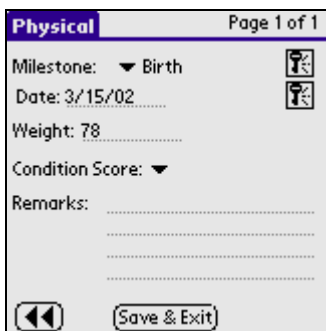 Physical Page 1 of 1
Milestone: Birth
Date: 3/15/02
Weight: 78
Condition Score:
Remarks:
Save & Exit